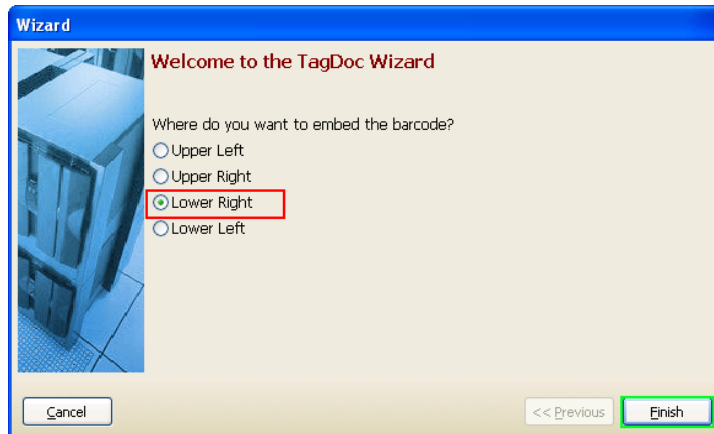 Wizard
Welcome to the TagDoc Wizard
Where do you want to embed the barcode?
Upper Left
Upper Right
Lower Right
Lower Left
Cancel
<< Previous
Finish